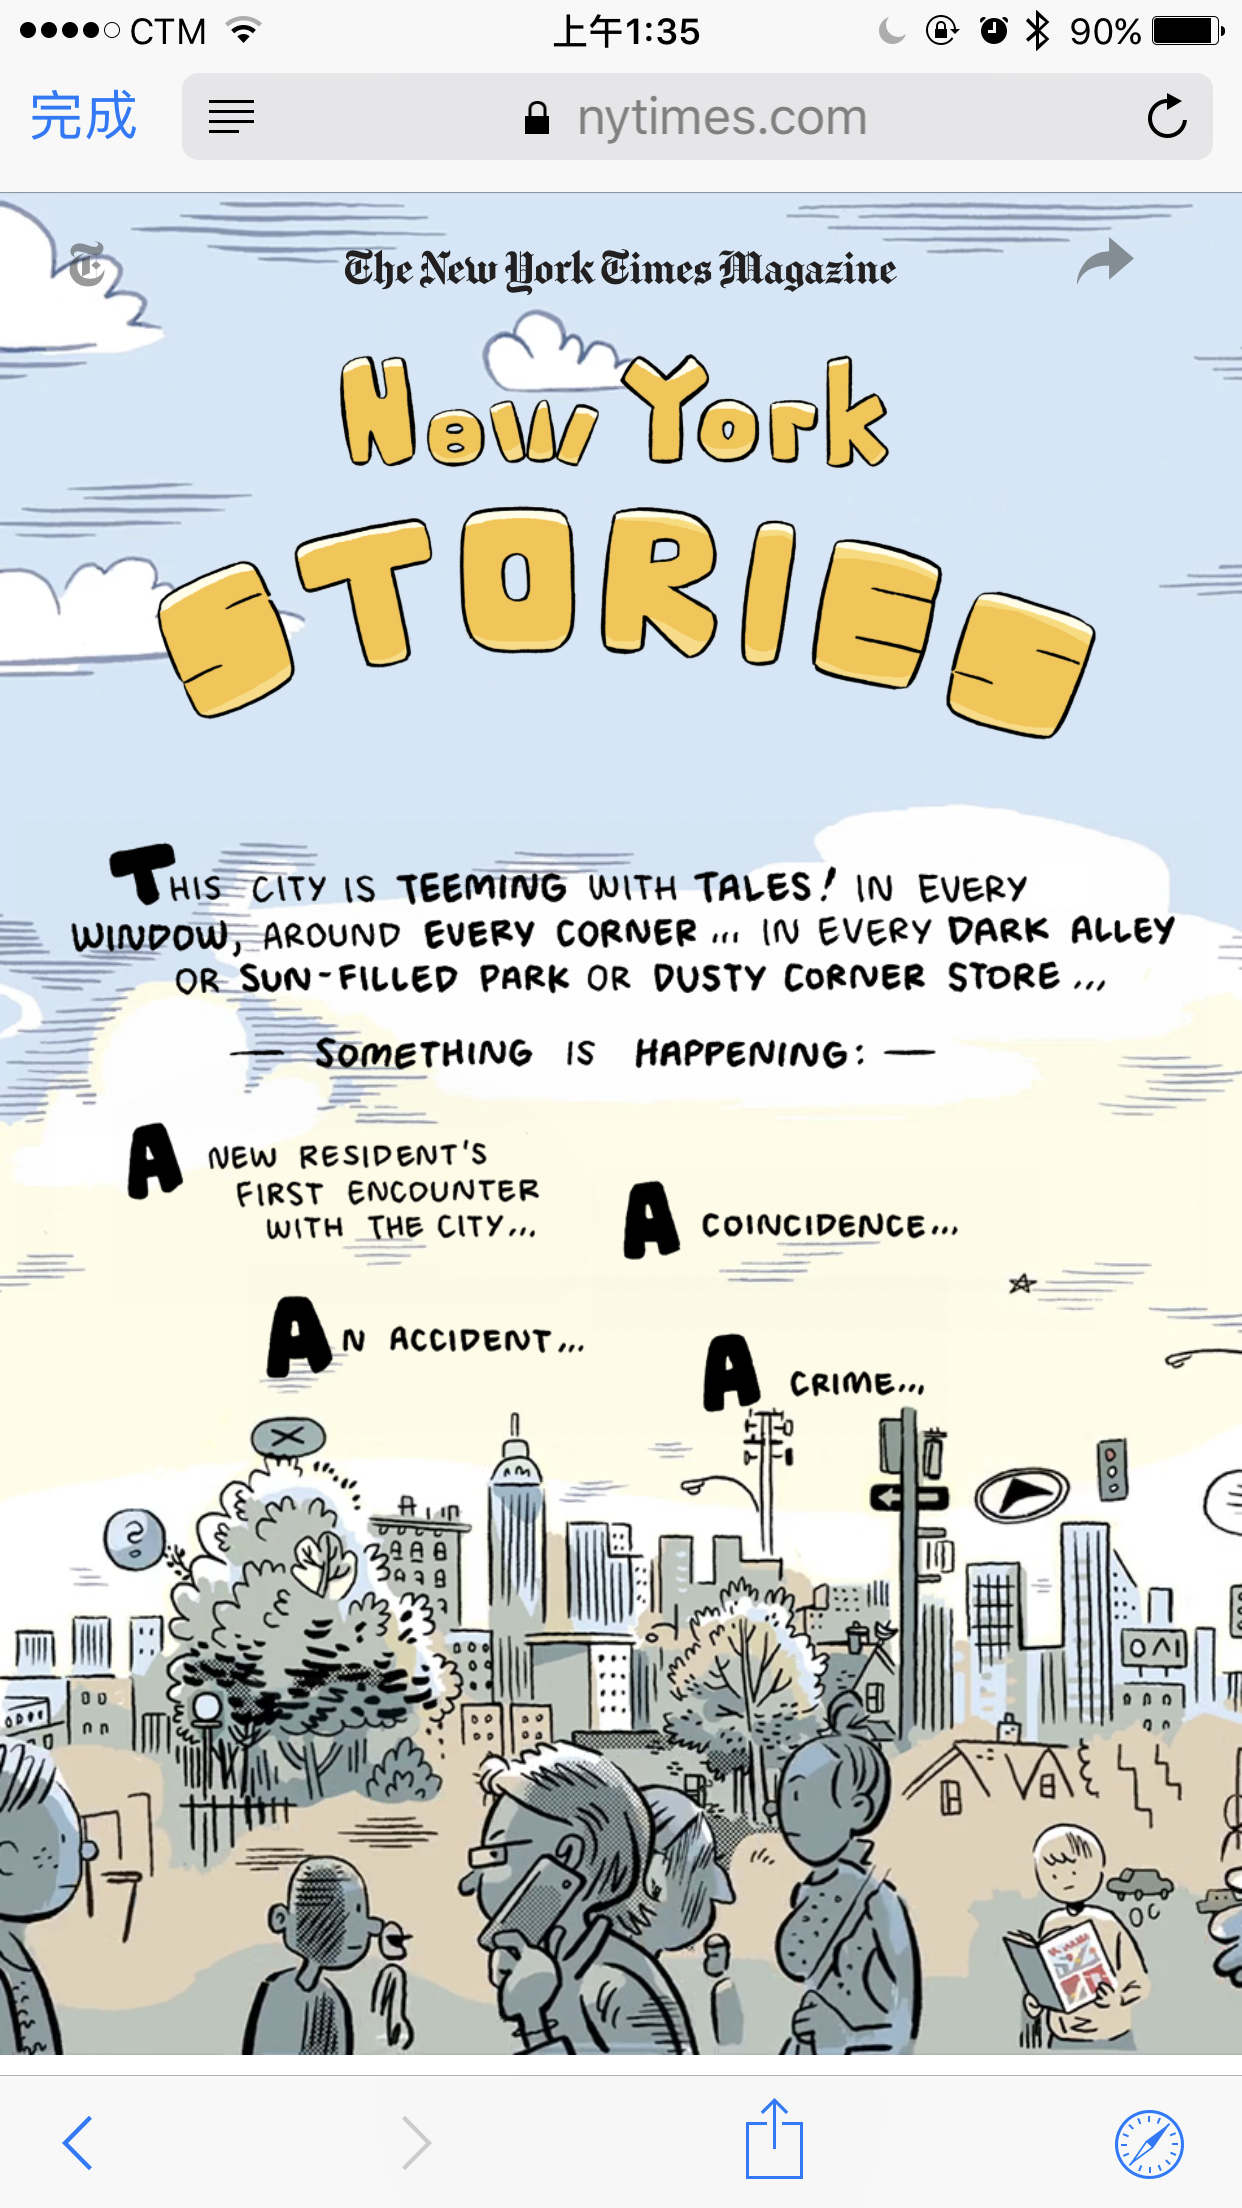 CTM 上午1:35 90%
完成 nytimes.com
The New York Times Magazine
New York
STORIES
THIS CITY IS TEEMING WITH TALES! IN EVERY
WINDOW, AROUND EVERY CORNER ... IN EVERY DARK ALLEY
OR SUN-FILLED PARK OR DUSTY CORNER STORE ...
— SOMETHING IS HAPPENING: —
A NEW RESIDENT'S
FIRST ENCOUNTER
WITH THE CITY...
A COINCIDENCE...
AN ACCIDENT...
A CRIME...